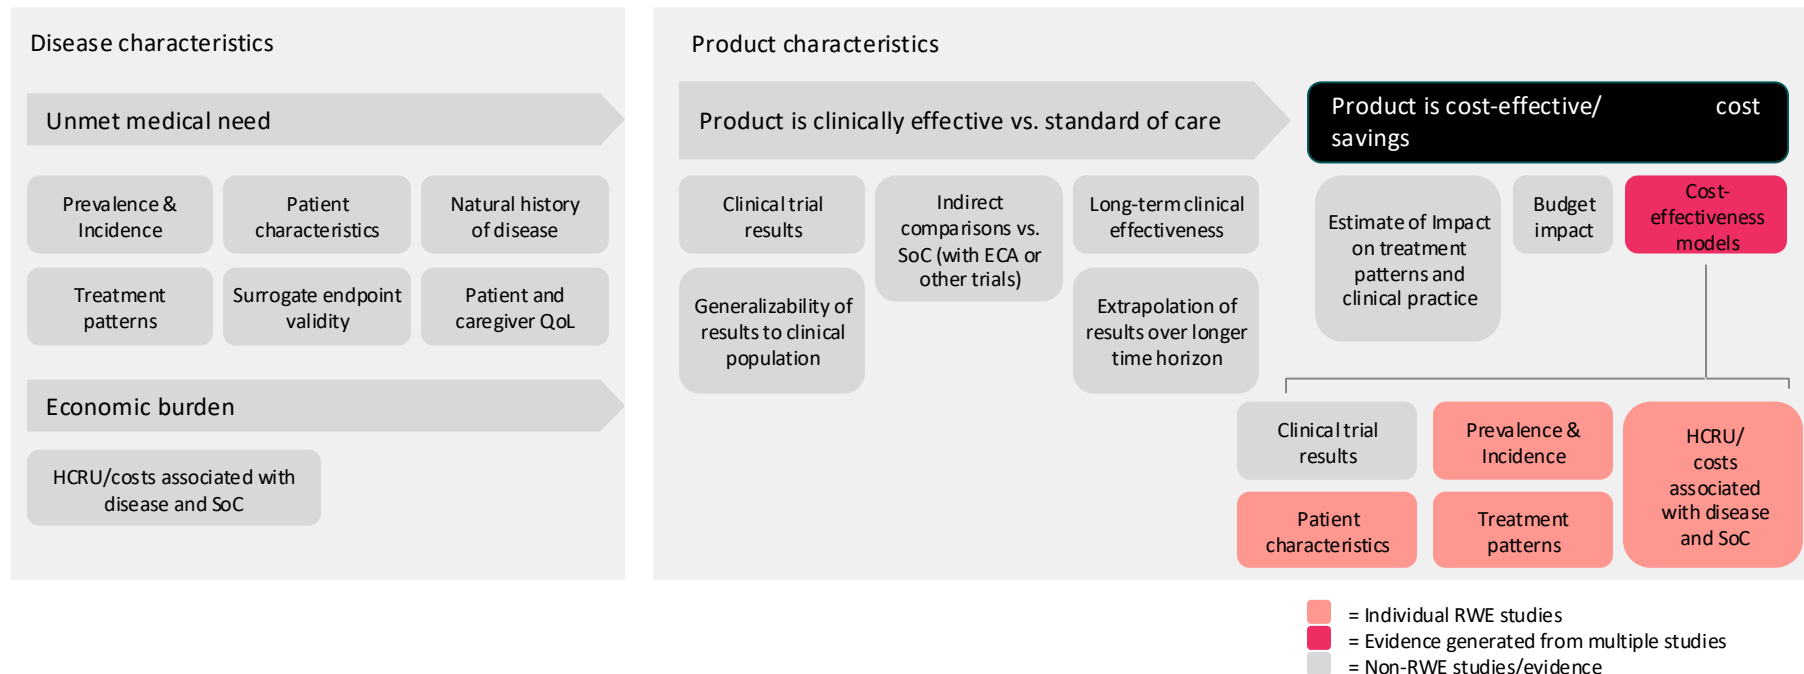 Disease characteristics
Unmet medical need
Prevalence &
Incidence
Patient
characteristics
Natural history
of disease
Treatment
patterns
Surrogate endpoint
validity
Patient and
caregiver QoL
Economic burden
HCRU/costs associated with
disease and SoC
Product characteristics
Product is clinically effective vs. standard of care
Clinical trial
results
Indirect
comparisons vs.
SoC (with ECA or
other trials)
Long-term clinical
effectiveness
Generalizability of
results to clinical
population
Extrapolation of
results over longer
time horizon
Product is cost-effective/ cost
savings
Estimate of Impact
on treatment
patterns and
clinical practice
Budget
impact
Cost-
effectiveness
models
Clinical trial
results
Prevalence &
Incidence
HCRU/
costs
associated
with disease
and SoC
Patient
characteristics
Treatment
patterns
= Individual RWE studies
= Evidence generated from multiple studies
= Non-RWE studies/evidence